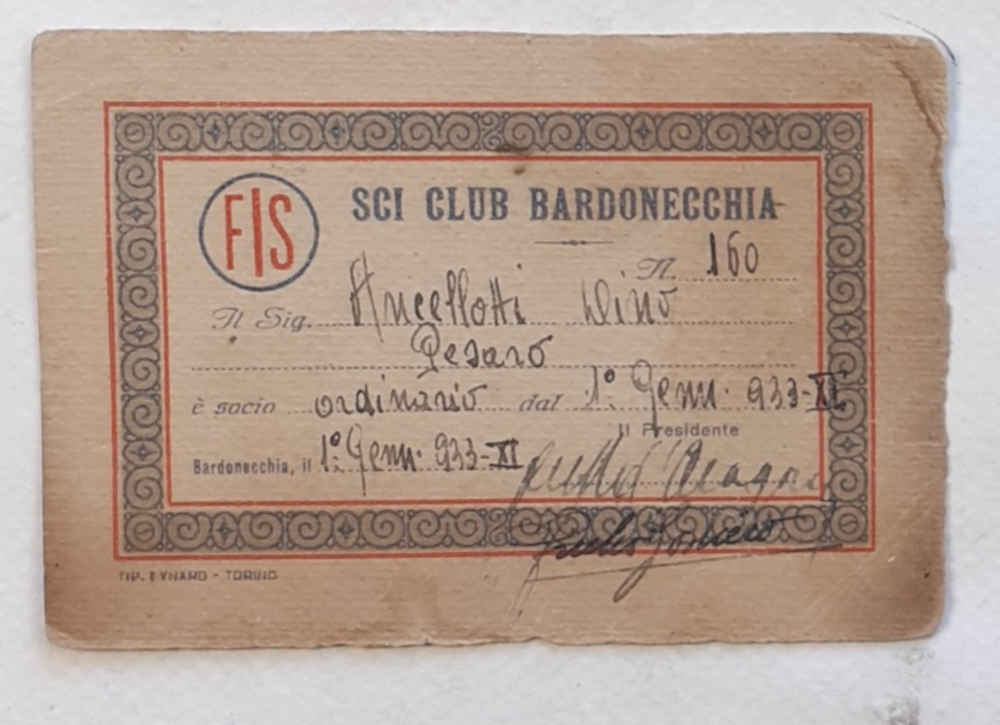 FIS
SCI CLUB BARDONECCHIA
N. 160
Il Sig. Ancellotti Dino
Pesaro
è socio ordinario dal 1° Genn. 933-XI
Il Presidente
Bardonecchia, il 1° Genn. 933-XI
TIP. EYNARD - TORINO